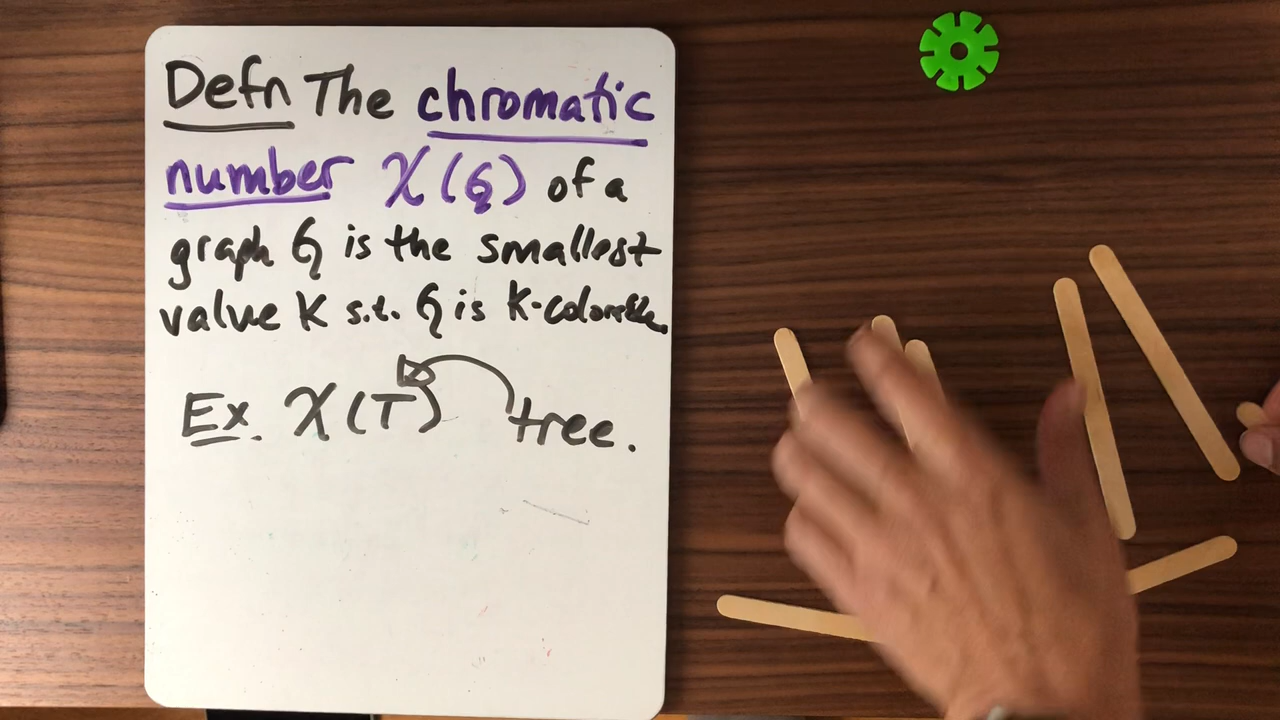 Defn The chromatic
number χ(G) of a
graph G is the smallest
value K s.t. G is K-colorable.
Ex. χ(T) tree.